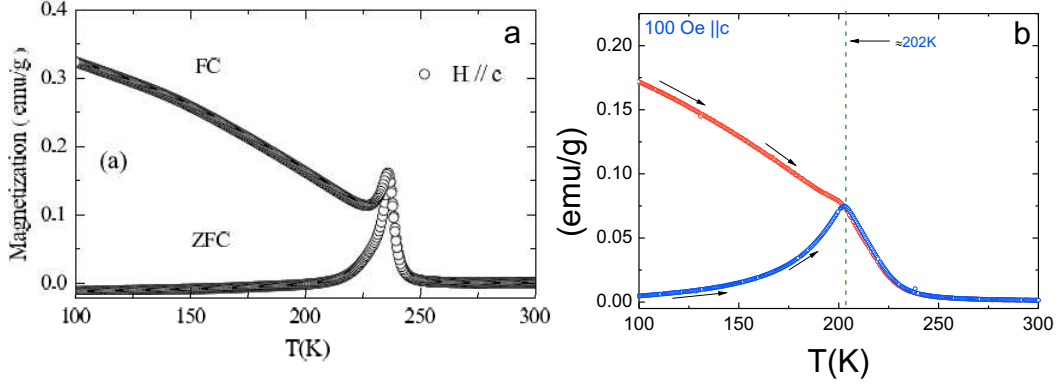 a
FC
H // c
(a)
ZFC
Magnetization ( emu/g )
0.4
0.3
0.2
0.1
0.0
100 150 200 250 300
T(K)
b
100 Oe ||c
≈202K
(emu/g)
0.20
0.15
0.10
0.05
0.00
100 150 200 250 300
T(K)